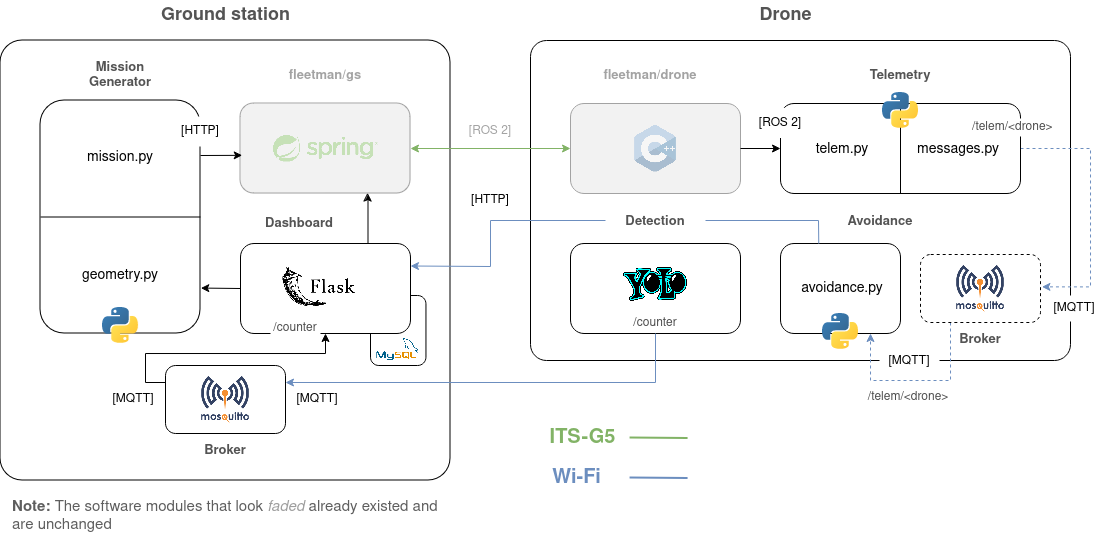 Ground station
Drone
Mission
Generator
fleetman/gs
fleetman/drone
Telemetry
[HTTP]
mission.py
spring
[ROS 2]
C++
[ROS 2]
telem.py
messages.py
/telem/<drone>
[HTTP]
Dashboard
Detection
Avoidance
geometry.py
Flask
/counter
MySQL
YOLO
/counter
avoidance.py
mosquitto
[MQTT]
Broker
[MQTT]
/telem/<drone>
[MQTT]
mosquitto
[MQTT]
Broker
ITS-G5
Wi-Fi
Note: The software modules that look faded already existed and
are unchanged